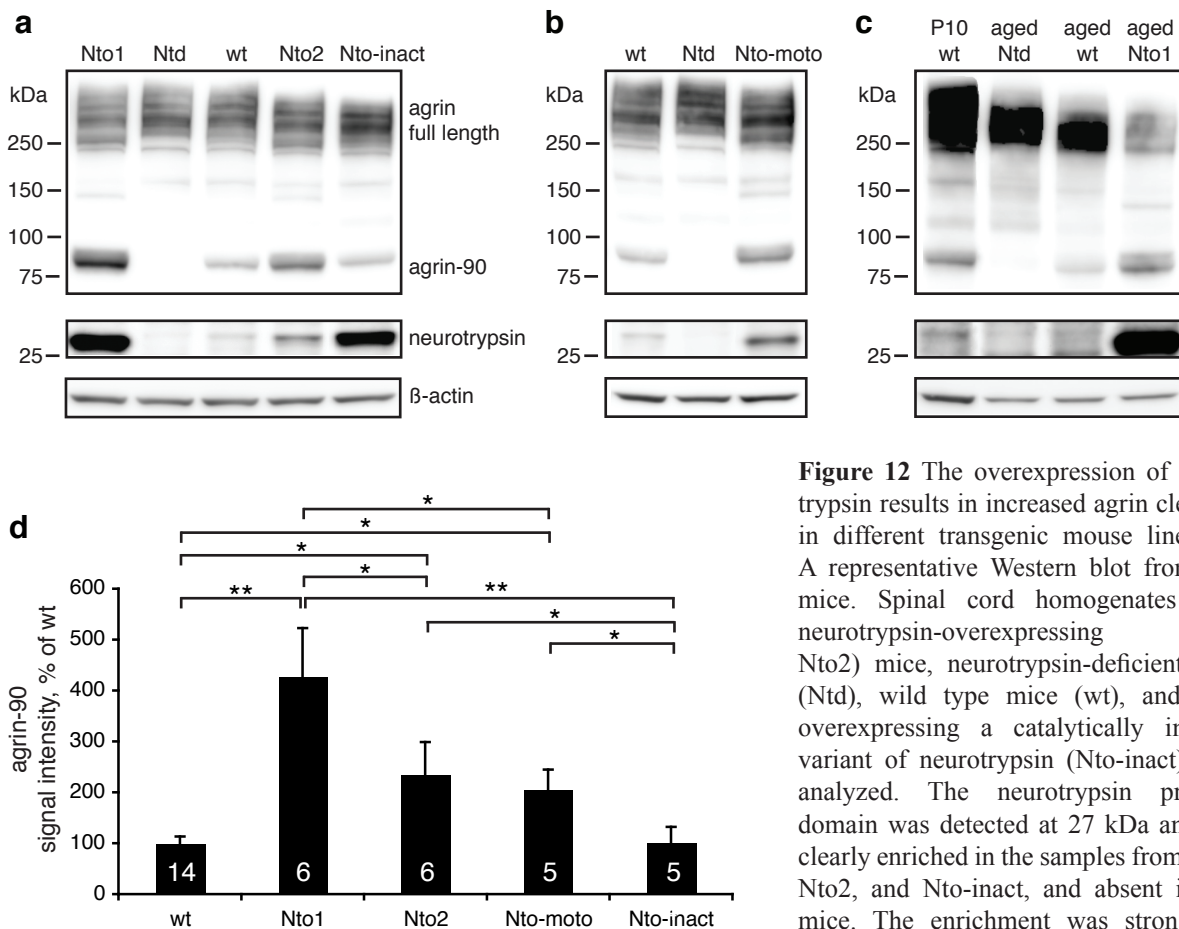 a
Nto1 Ntd wt Nto2 Nto-inact
kDa
250
150
100
75
25
agrin
full length
agrin-90
neurotrypsin
ß-actin
b
wt Ntd Nto-moto
kDa
250
150
100
75
25
c
P10 aged aged aged
wt Ntd wt Nto1
kDa
250
150
100
75
25
d
agrin-90
signal intensity, % of wt
600
500
400
300
200
100
0
*
*
*
* **
** *
*
14 6 6 5 5
wt Nto1 Nto2 Nto-moto Nto-inact
Figure 12 The overexpression of
trypsin results in increased agrin cle
in different transgenic mouse line
A representative Western blot from
mice. Spinal cord homogenates
neurotrypsin-overexpressing
Nto2) mice, neurotrypsin-deficient
(Ntd), wild type mice (wt), and
overexpressing a catalytically in
variant of neurotrypsin (Nto-inact)
analyzed. The neurotrypsin pr
domain was detected at 27 kDa an
clearly enriched in the samples from
Nto2, and Nto-inact, and absent i
mice. The enrichment was stron